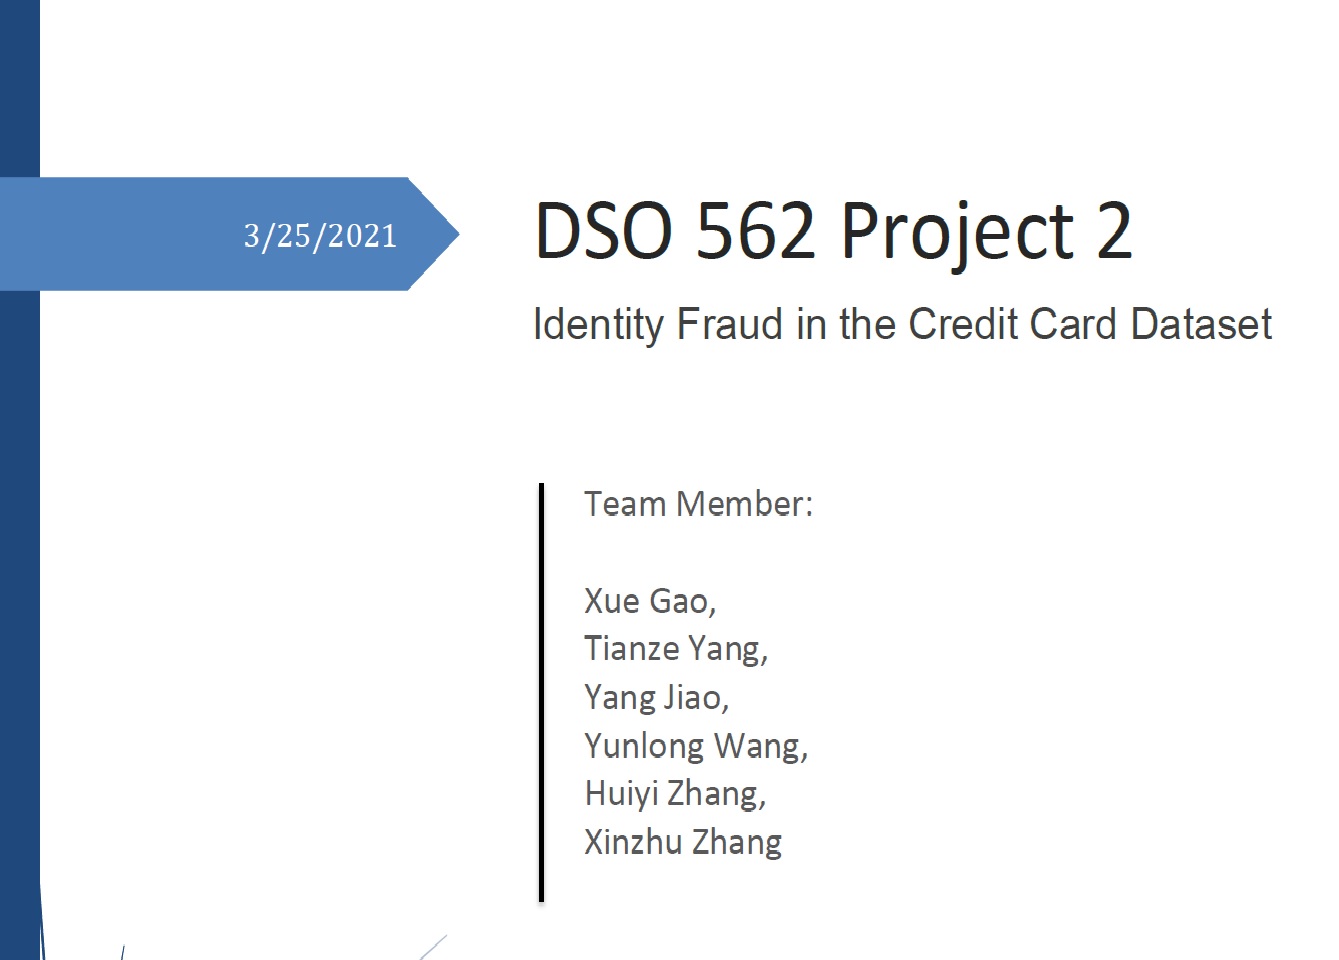 3/25/2021
DSO 562 Project 2
Identity Fraud in the Credit Card Dataset
Team Member:
Xue Gao,
Tianze Yang,
Yang Jiao,
Yunlong Wang,
Huiyi Zhang,
Xinzhu Zhang